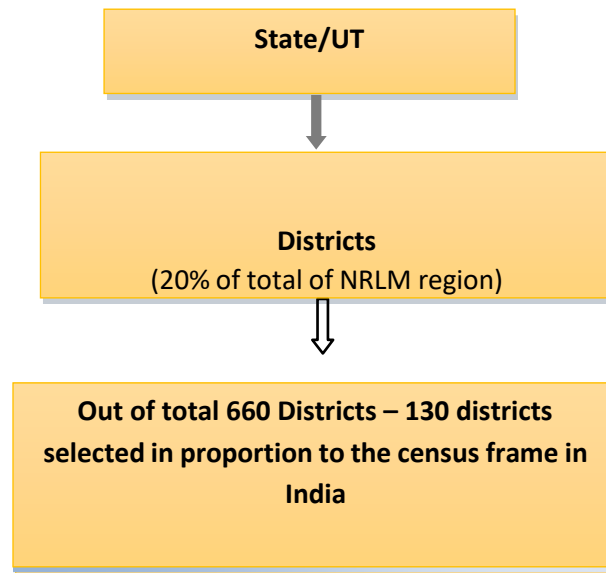 State/UT
Districts
(20% of total of NRLM region)
Out of total 660 Districts – 130 districts
selected in proportion to the census frame in
India